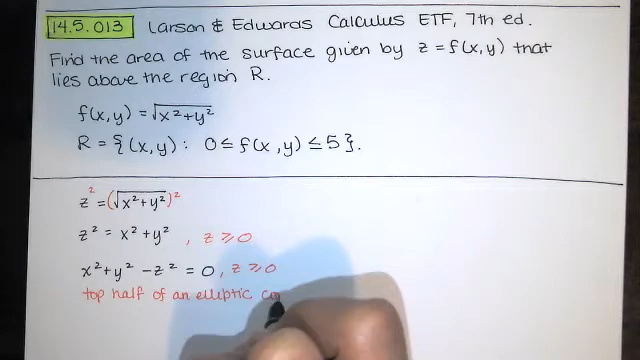 14.5.013 Larson & Edwards Calculus ETF, 7th ed.
Find the area of the surface given by z = f(x,y) that
lies above the region R.
f(x,y) = √x²+y²
R = {(x,y): 0 ≤ f(x,y) ≤ 5}.
z² = (√x²+y²)²
z² = x²+y² , z ≥ 0
x²+y² - z² = 0, z ≥ 0
top half of an elliptic